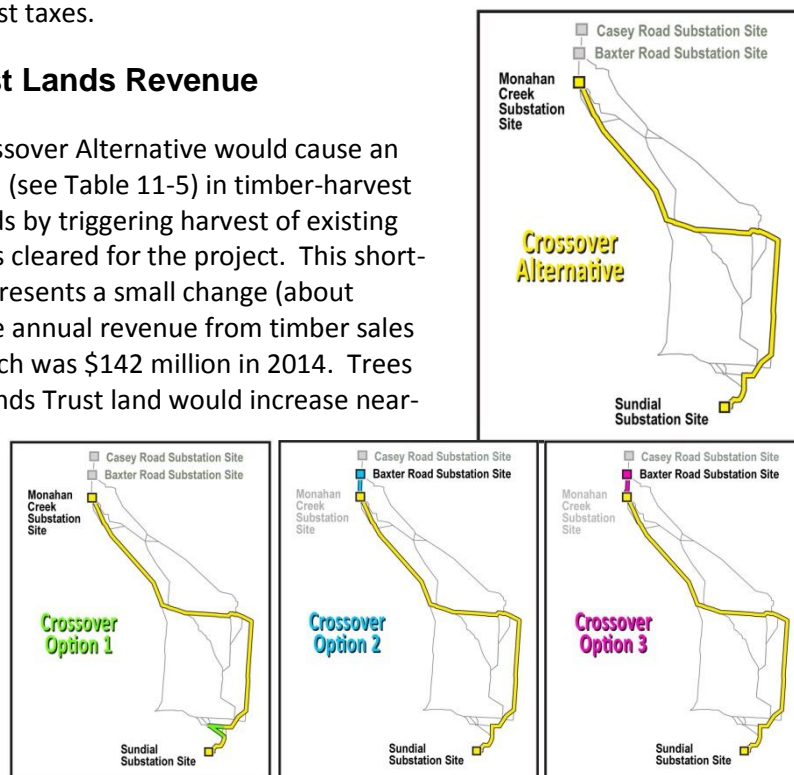 st taxes.
st Lands Revenue
ssover Alternative would cause an
(see Table 11-5) in timber-harvest
ds by triggering harvest of existing
s cleared for the project. This short-
presents a small change (about
e annual revenue from timber sales
ch was $142 million in 2014. Trees
nds Trust land would increase near-
Casey Road Substation Site
Baxter Road Substation Site
Monahan
Creek
Substation
Site
Crossover
Alternative
Sundial
Substation Site
Casey Road Substation Site
Baxter Road Substation Site
Monahan
Creek
Substation
Site
Crossover
Option 1
Sundial
Substation Site
Casey Road Substation Site
Baxter Road Substation Site
Monahan
Creek
Substation
Site
Crossover
Option 2
Sundial
Substation Site
Casey Road Substation Site
Baxter Road Substation Site
Monahan
Creek
Substation
Site
Crossover
Option 3
Sundial
Substation Site